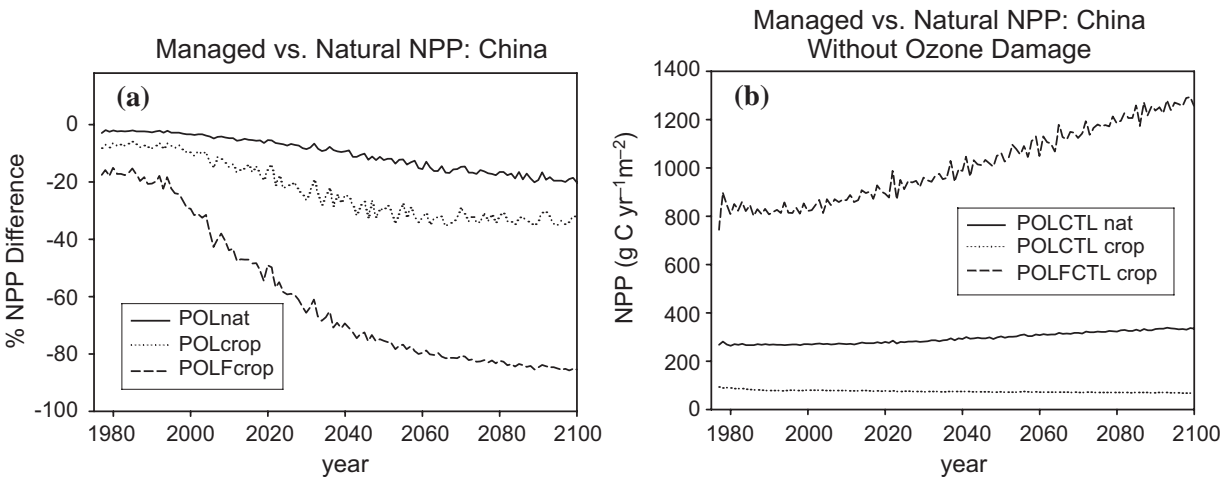 Managed vs. Natural NPP: China
(a)
% NPP Difference
0
-20
-40
-60
-80
-100
POLnat
POLcrop
POLFcrop
1980 2000 2020 2040 2060 2080 2100
year
Managed vs. Natural NPP: China
Without Ozone Damage
(b)
NPP (g C yr⁻¹m⁻²)
1400
1200
1000
800
600
400
200
0
POLCTL nat
POLCTL crop
POLFCTL crop
1980 2000 2020 2040 2060 2080 2100
year